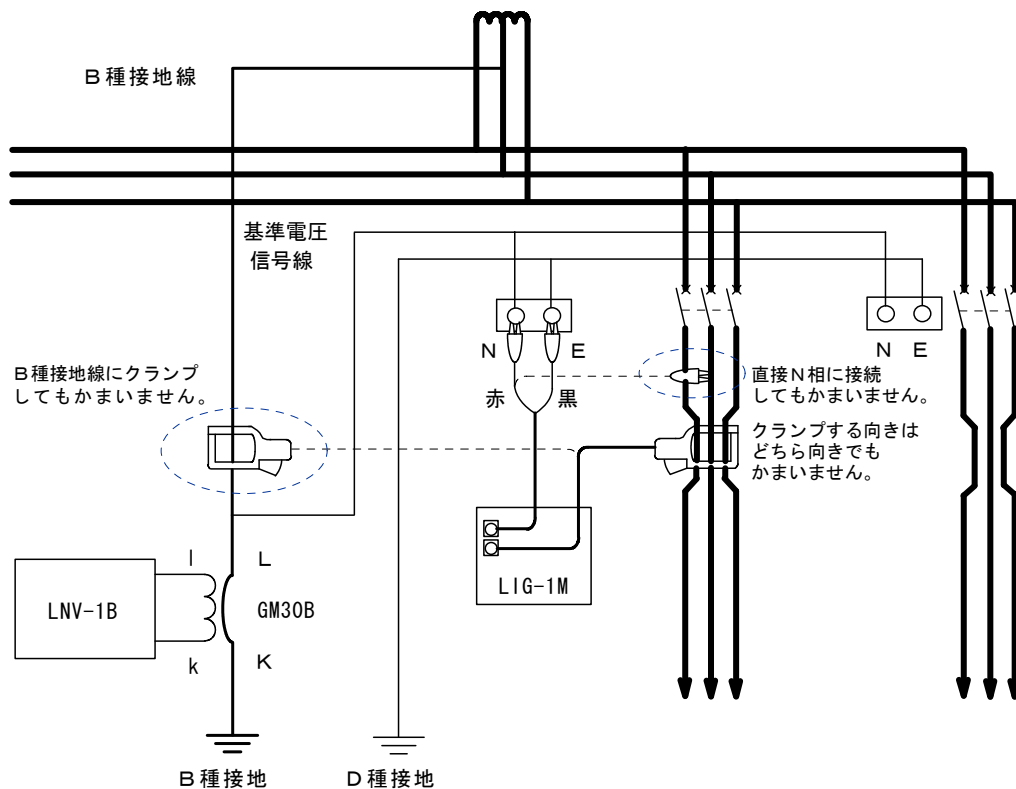 B種接地線
基準電圧
信号線
N
E
N
E
B種接地線にクランプ
してもかまいません。
赤
黒
直接N相に接続
してもかまいません。
クランプする向きは
どちら向きでも
かまいません。
l
L
LNV-1B
GM30B
k
K
LIG-1M
B種接地
D種接地